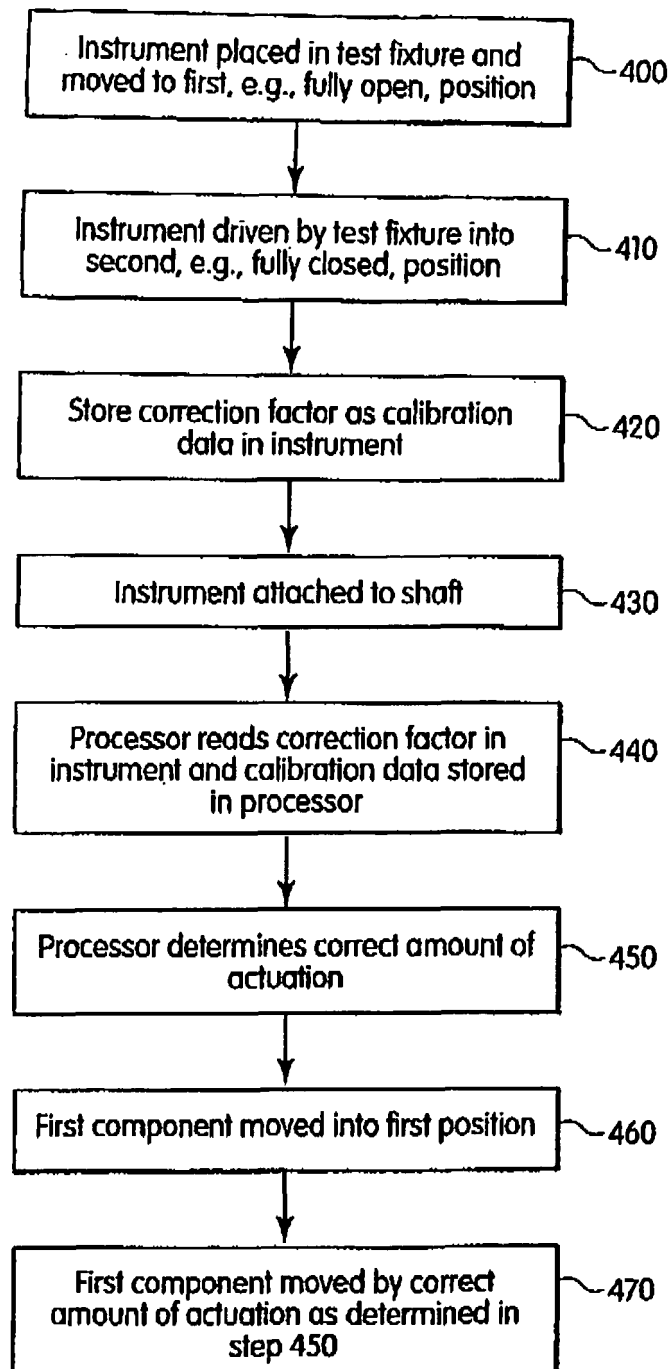 Instrument placed in test fixture and
moved to first, e.g., fully open, position
400
Instrument driven by test fixture into
second, e.g., fully closed, position
410
Store correction factor as calibration
data in instrument
420
Instrument attached to shaft
430
Processor reads correction factor in
instrument and calibration data stored
in processor
440
Processor determines correct amount of
actuation
450
First component moved into first position
460
First component moved by correct
amount of actuation as determined in
step 450
470